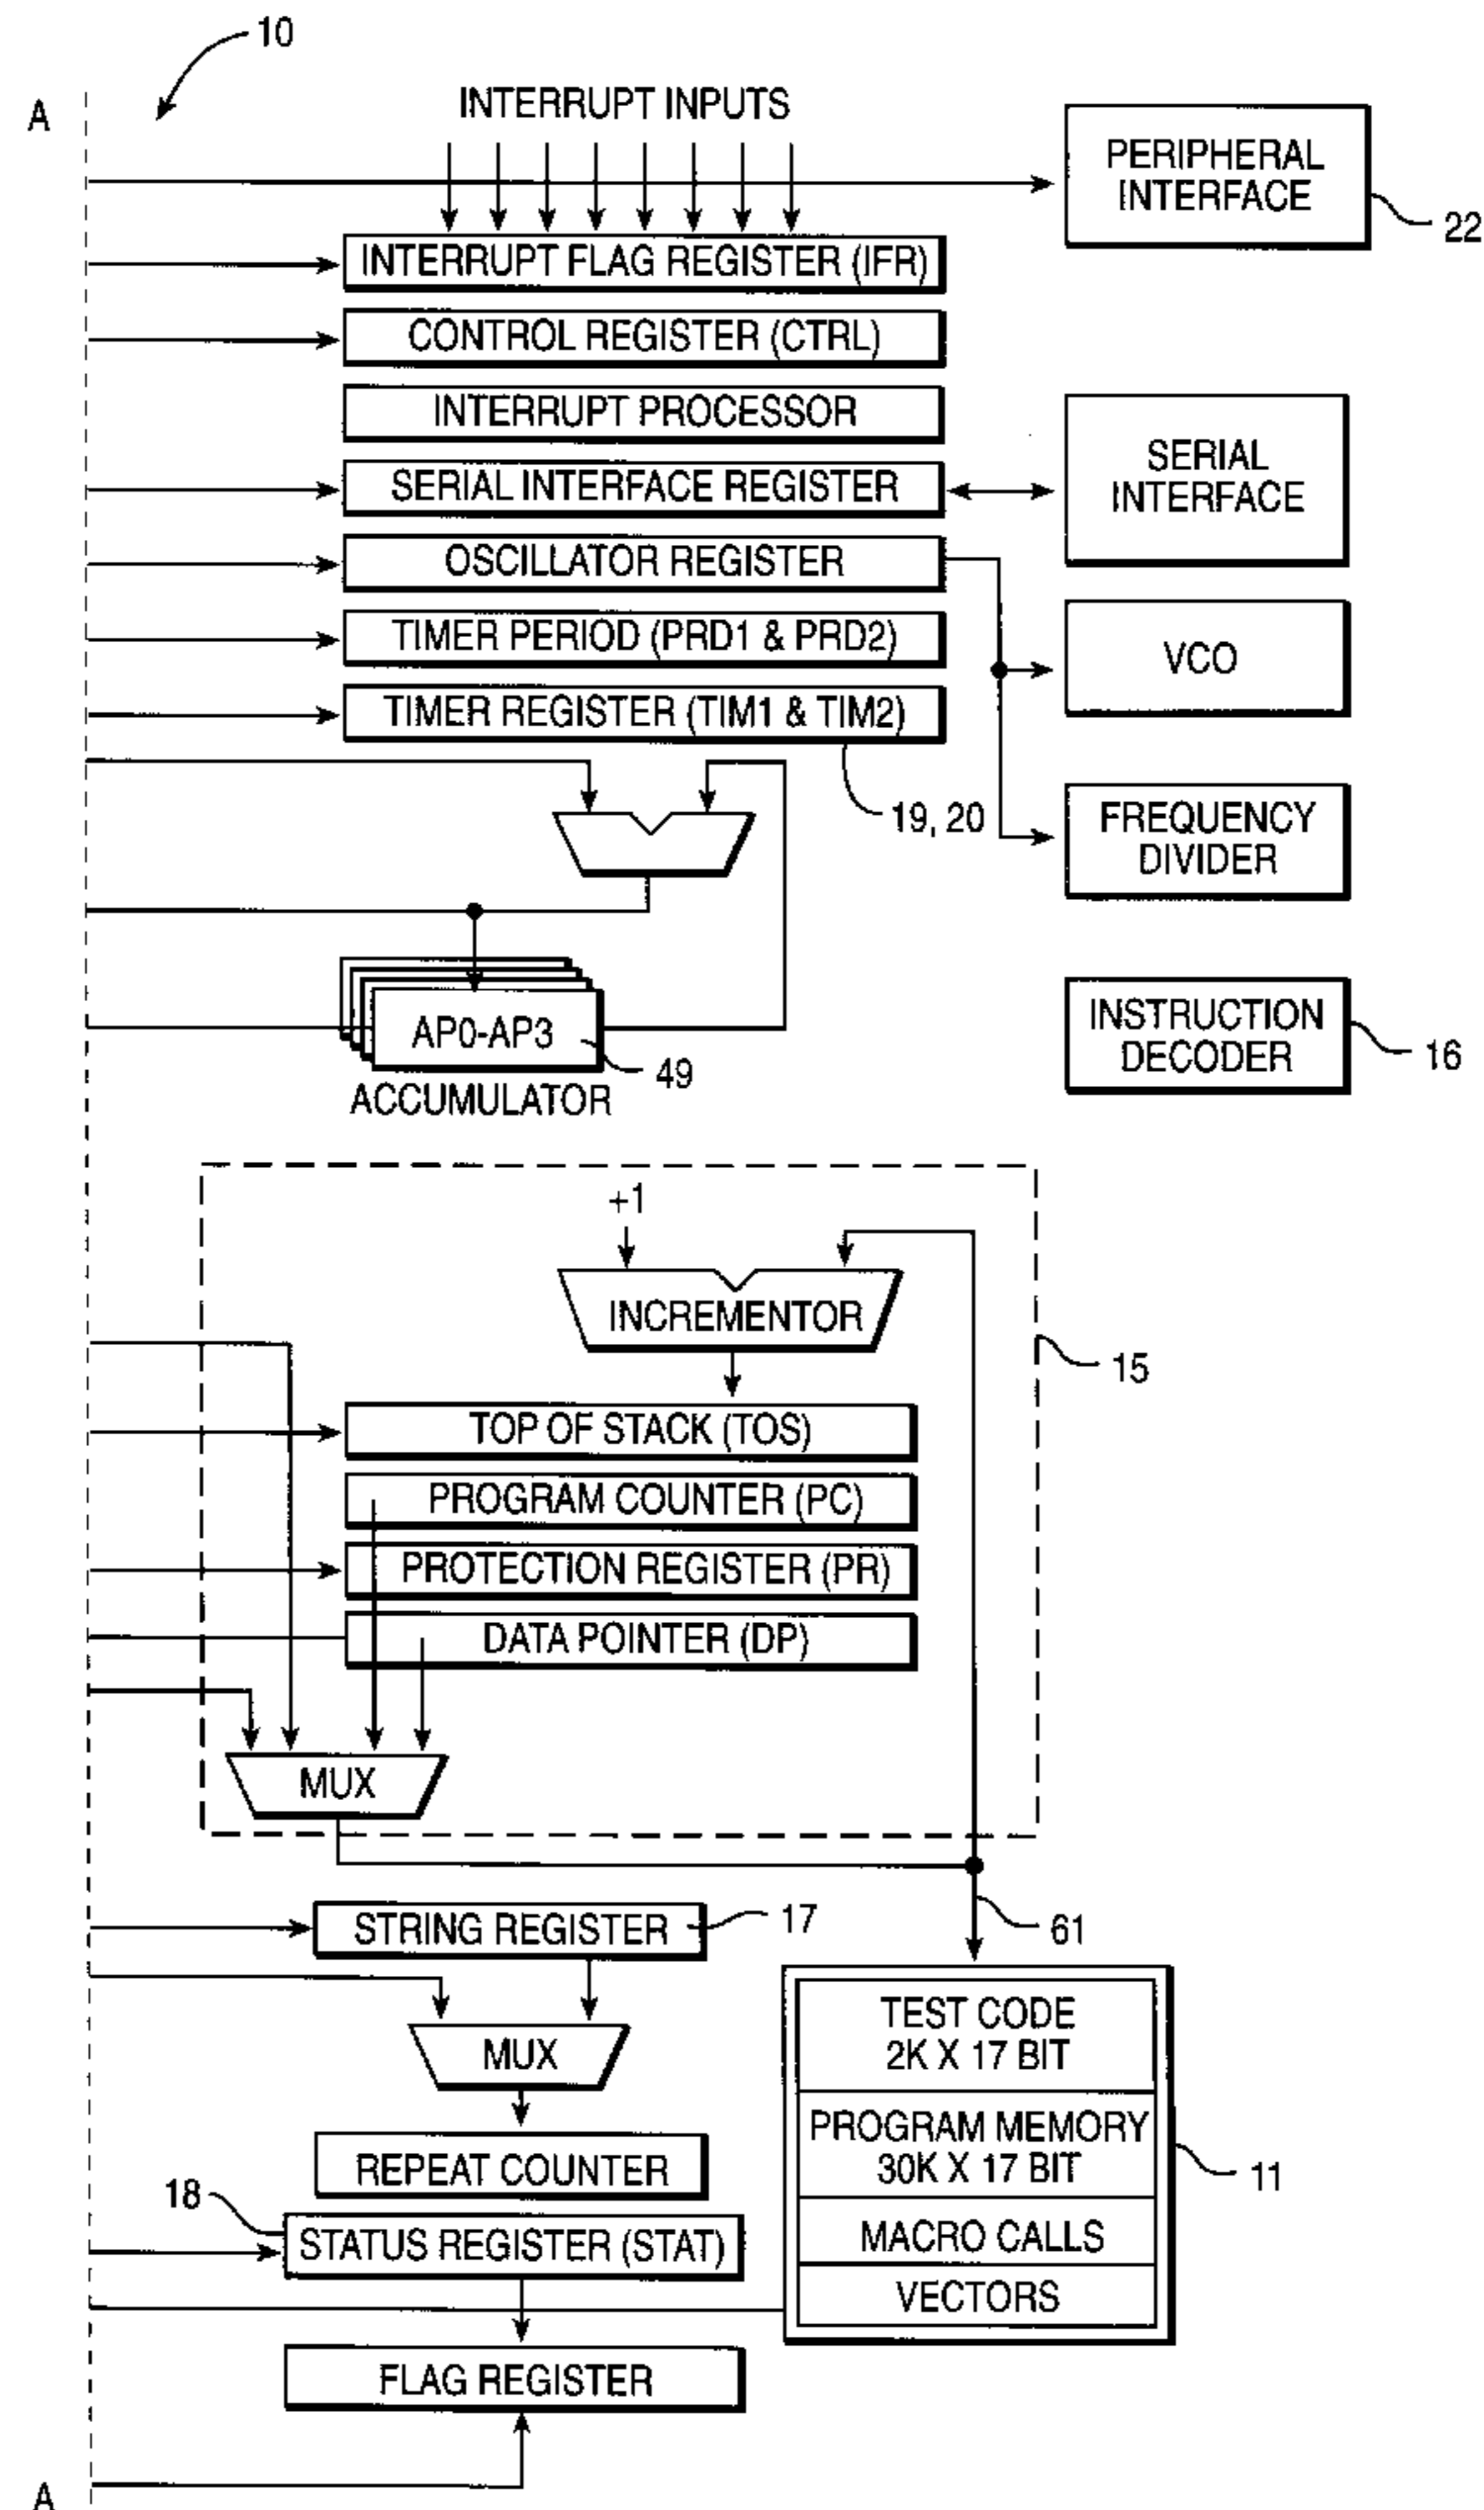 10
A
INTERRUPT INPUTS
PERIPHERAL
INTERFACE
22
INTERRUPT FLAG REGISTER (IFR)
CONTROL REGISTER (CTRL)
INTERRUPT PROCESSOR
SERIAL INTERFACE REGISTER
SERIAL
INTERFACE
OSCILLATOR REGISTER
TIMER PERIOD (PRD1 & PRD2)
VCO
TIMER REGISTER (TIM1 & TIM2)
19, 20
FREQUENCY
DIVIDER
AP0-AP3
49
ACCUMULATOR
INSTRUCTION
DECODER
16
+1
INCREMENTOR
15
TOP OF STACK (TOS)
PROGRAM COUNTER (PC)
PROTECTION REGISTER (PR)
DATA POINTER (DP)
MUX
STRING REGISTER
17
61
MUX
TEST CODE
2K X 17 BIT
PROGRAM MEMORY
30K X 17 BIT
11
MACRO CALLS
VECTORS
REPEAT COUNTER
18
STATUS REGISTER (STAT)
FLAG REGISTER
A